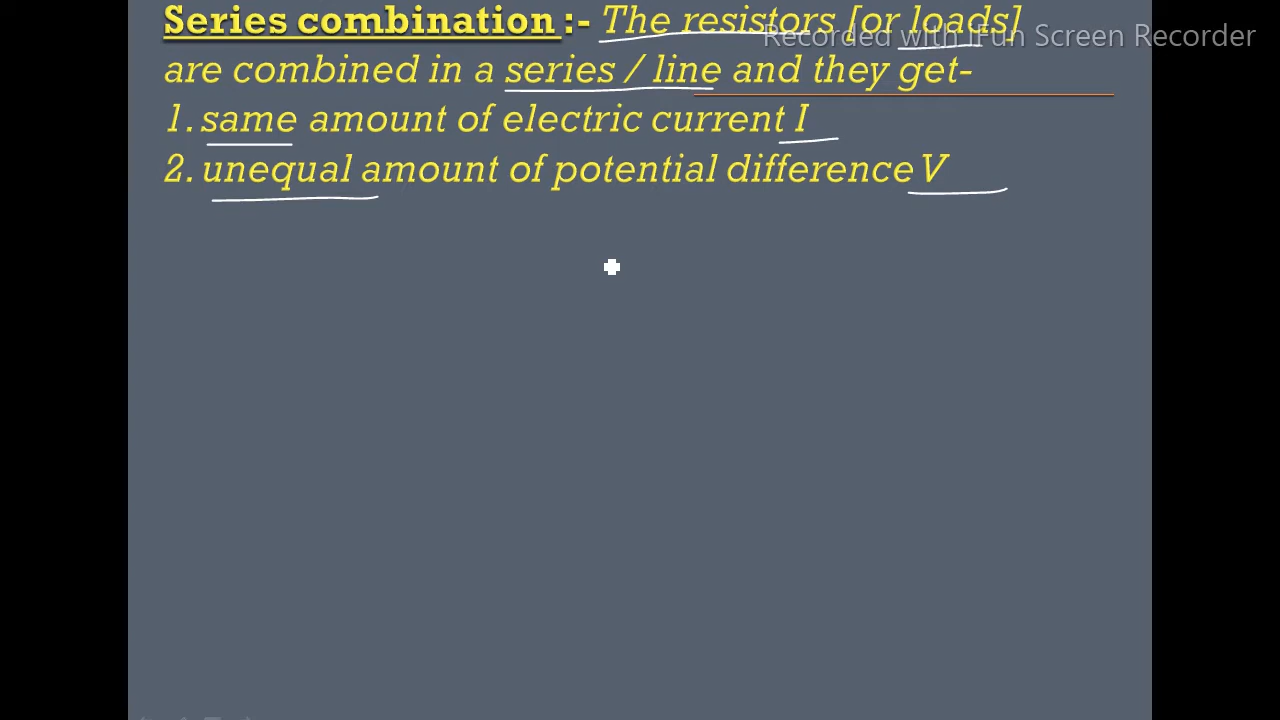 Series combination :- The resistors [or loads]
Recorded with iFun Screen Recorder
are combined in a series / line and they get-
1. same amount of electric current I
2. unequal amount of potential difference V